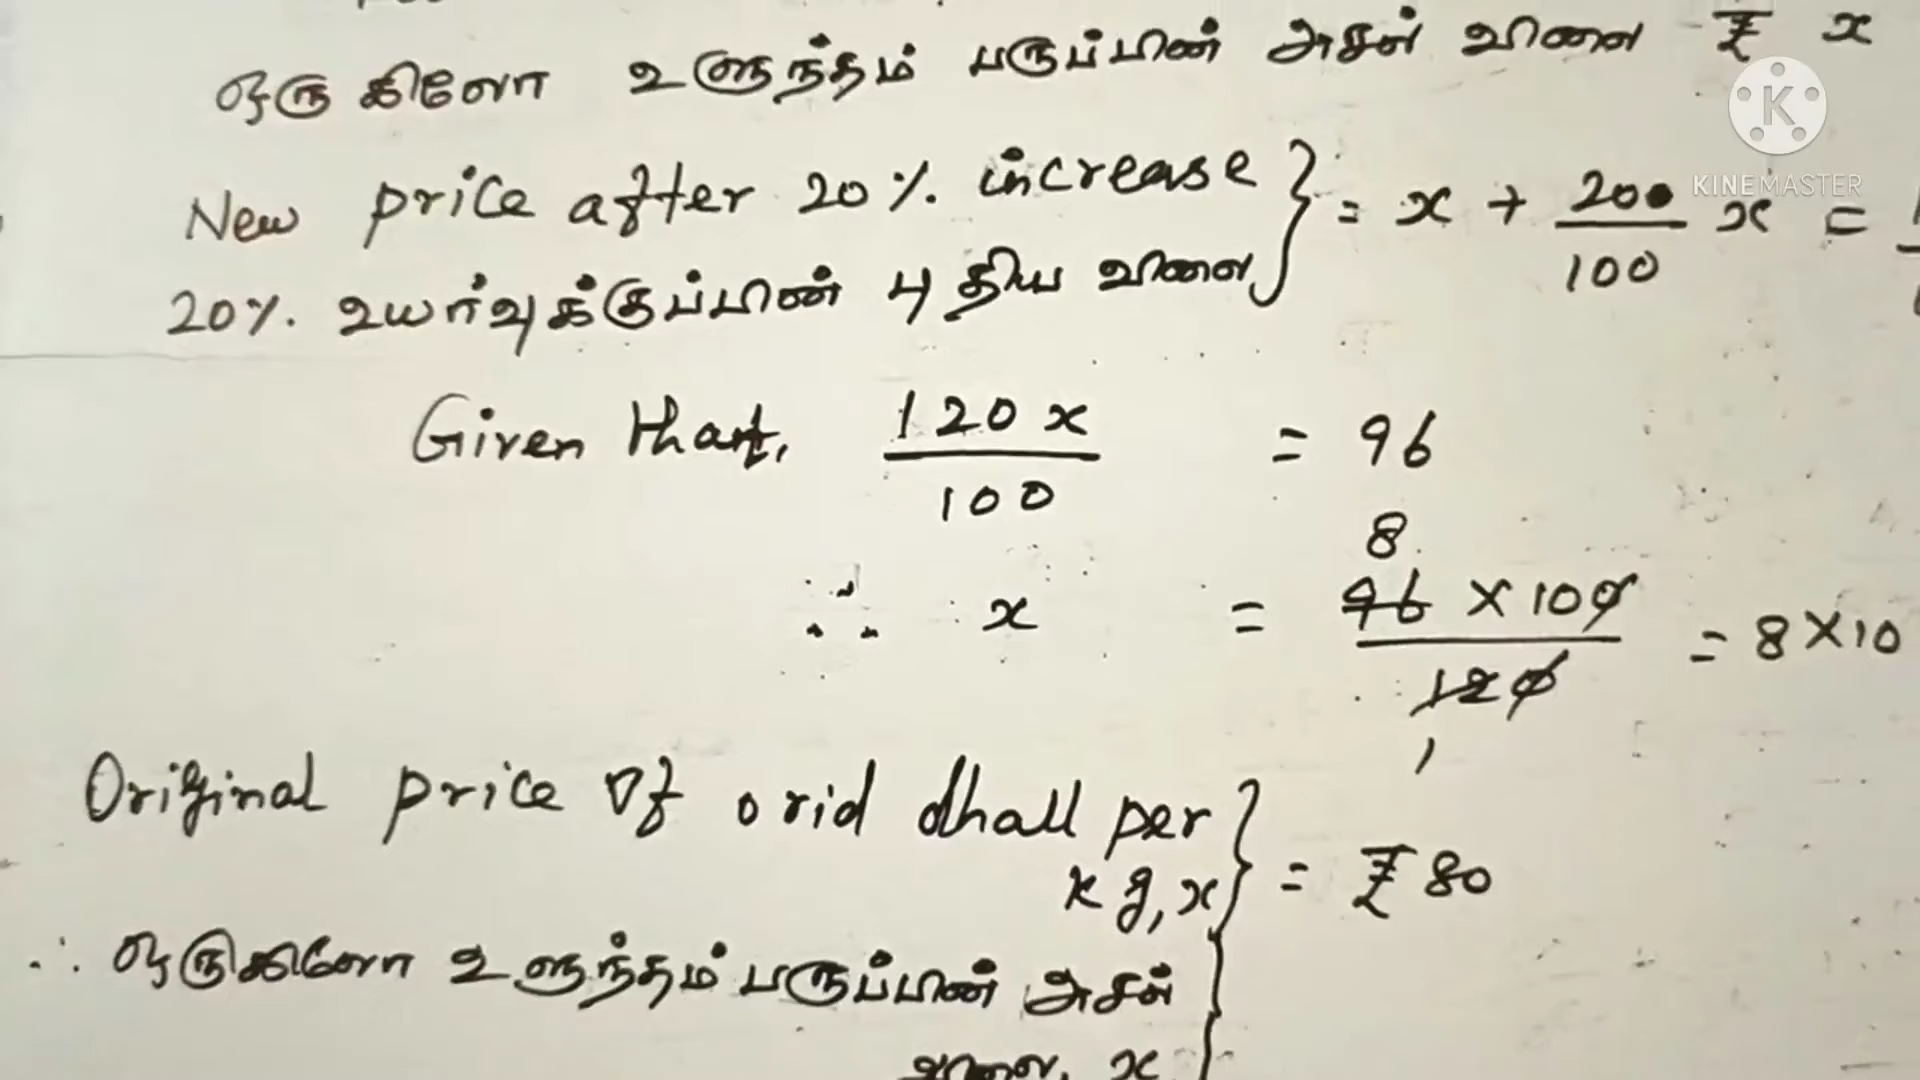 ஒரு கிலோ உளுந்தம் பருப்பின் அசல் விலை ₹ x
New price after 20%. increase } = x + 200/100 x =
20%. உயர்வுக்குப்பின் புதிய விலை
Given that, 120 x/100 = 96
∴ x = 96 × 100/120 = 8 × 10
8
1
Original price of orid dhall per
kg, x } = ₹ 80
∴ ஒருகிலோ உளுந்தம் பருப்பின் அசல்
விலை, x
KINEMASTER